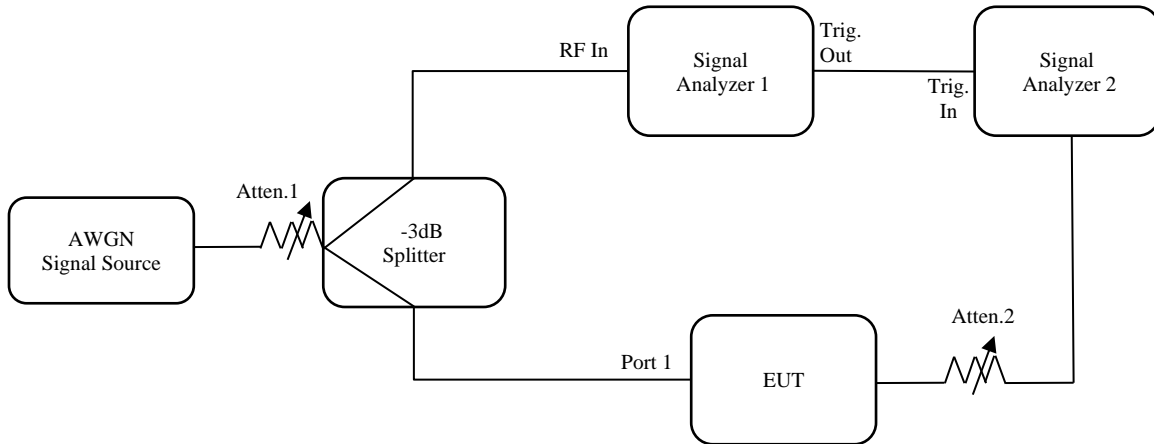 RF In
Signal
Analyzer 1
Trig.
Out
Trig.
In
Signal
Analyzer 2
AWGN
Signal Source
Atten.1
-3dB
Splitter
Port 1
EUT
Atten.2